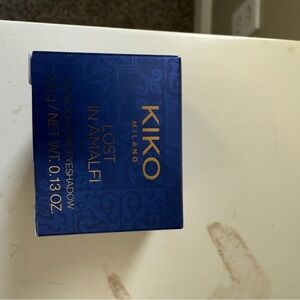 KIKO
MILANO
LOST
IN AMALFI
EYESHADOW
g / NET WT. 0.13 OZ.